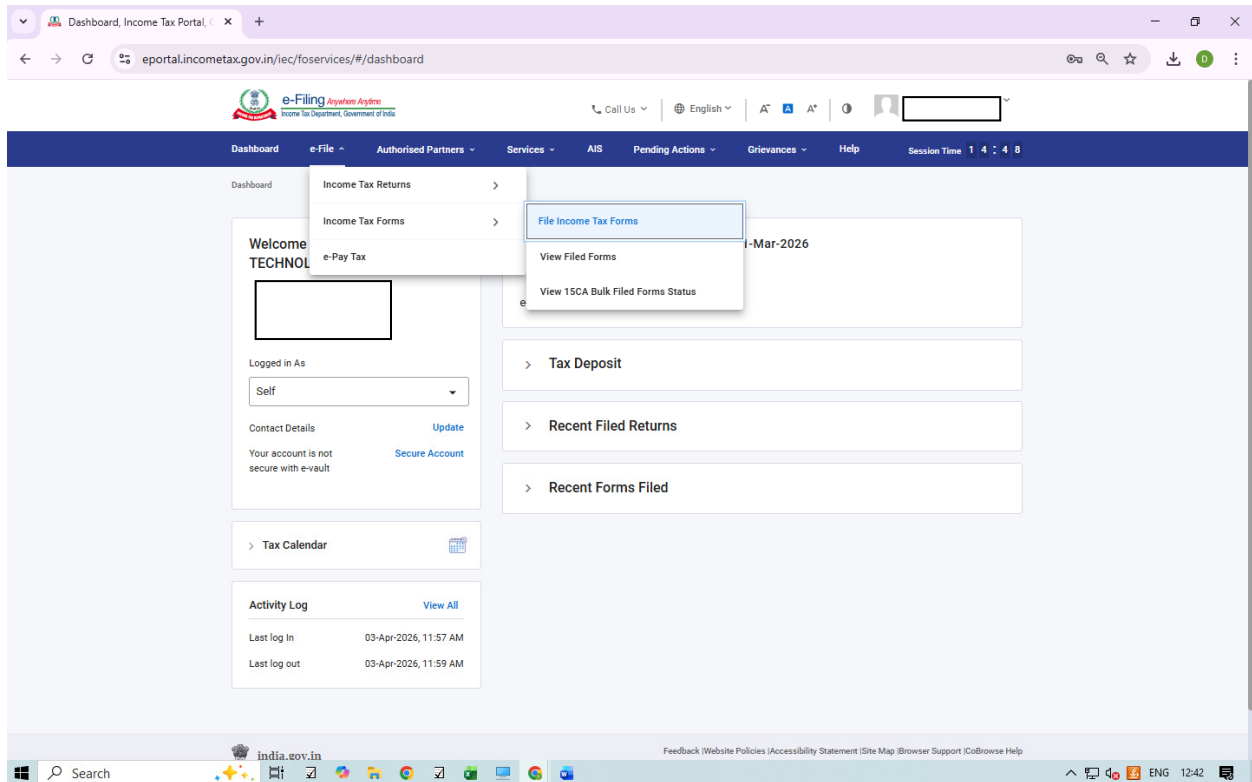 Dashboard, Income Tax Portal, G
eportal.incometax.gov.in/iec/foservices/#/dashboard
D
e-Filing Anywhere Anytime
Income Tax Department, Government of India
Call Us
English
A-
A
A+
Dashboard
e-File
Authorised Partners
Services
AIS
Pending Actions
Grievances
Help
Session Time 1 4 : 4 8
Dashboard
Income Tax Returns
Income Tax Forms
e-Pay Tax
File Income Tax Forms
View Filed Forms
View 15CA Bulk Filed Forms Status
Welcome
TECHNOL
-Mar-2026
e
Logged in As
Self
Contact Details
Update
Your account is not
secure with e-vault
Secure Account
Tax Deposit
Recent Filed Returns
Recent Forms Filed
Tax Calendar
Activity Log
View All
Last log In
03-Apr-2026, 11:57 AM
Last log out
03-Apr-2026, 11:59 AM
india.gov.in
Feedback |Website Policies |Accessibility Statement |Site Map |Browser Support |CoBrowse Help
Search
ENG
12:42